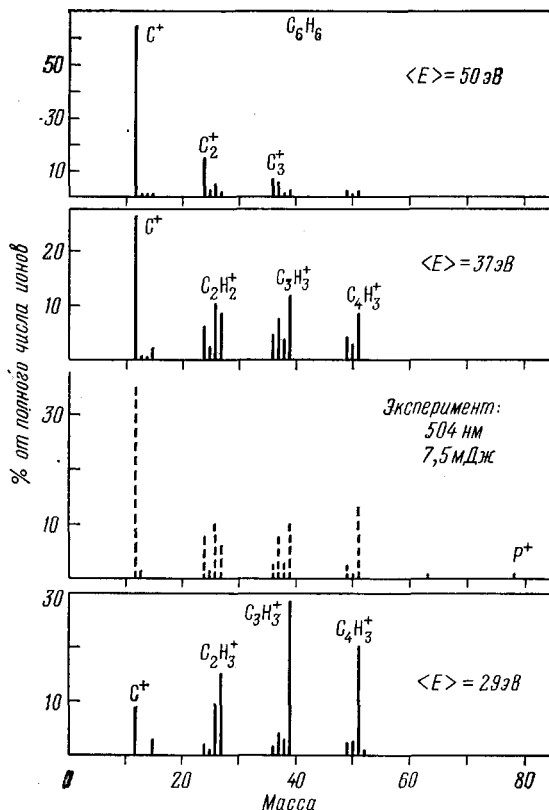 C₆H₆
C⁺
<E> = 50 эВ
50
-30
10
C₂⁺
C₃⁺
C⁺
<E> = 37 эВ
20
10
C₂H₂⁺
C₃H₃⁺
C₄H₃⁺
% от полного числа ионов
Эксперимент:
504 нм
7,5 мДж
30
10
P⁺
30
10
C⁺
C₂H₃⁺
C₃H₃⁺
C₄H₃⁺
<E> = 29 эВ
0 20 40 60 80
Масса